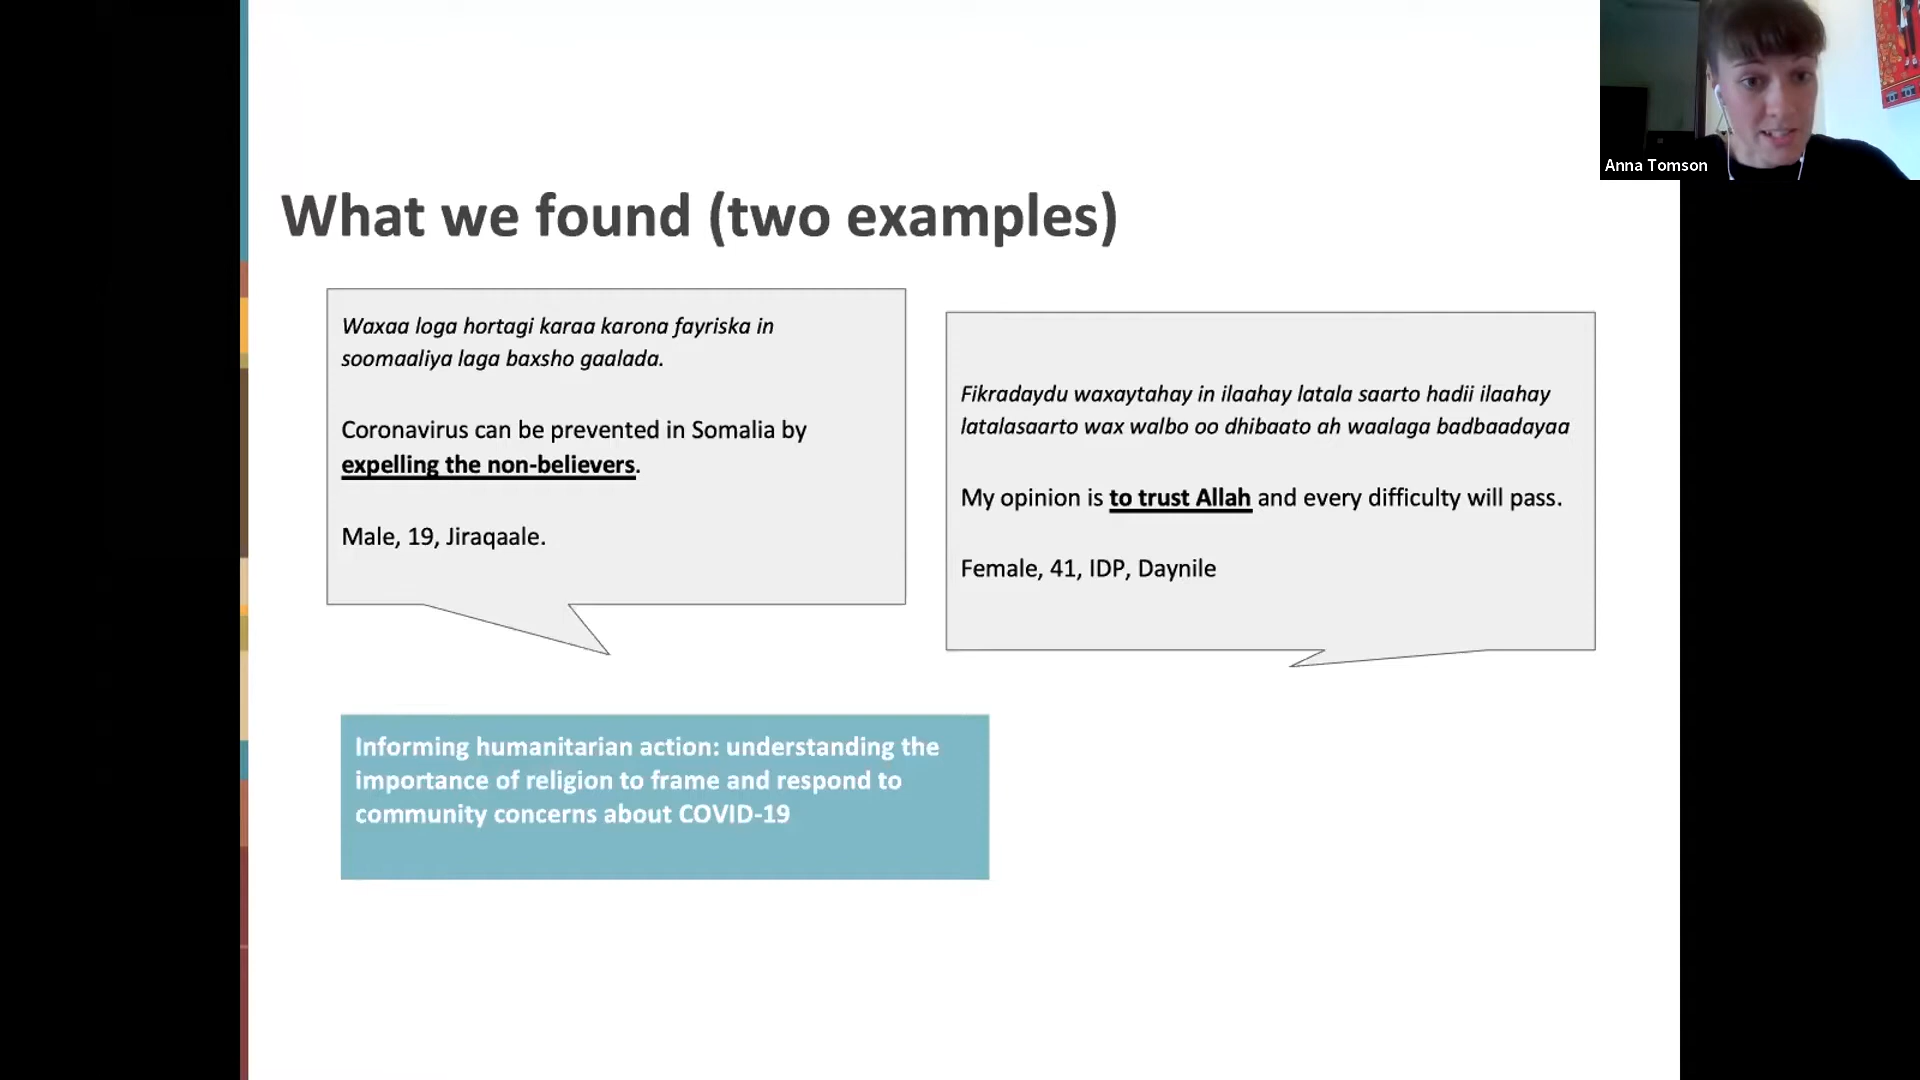 Anna Tomson
What we found (two examples)
Waxaa loga hortagi karaa karona fayriska in
soomaaliya laga baxsho gaalada.
Coronavirus can be prevented in Somalia by
expelling the non-believers.
Male, 19, Jiraqaale.
Fikradaydu waxaytahay in ilaahay latala saarto hadii ilaahay
latalasaarto wax walbo oo dhibaato ah waalaga badbaadayaa
My opinion is to trust Allah and every difficulty will pass.
Female, 41, IDP, Daynile
Informing humanitarian action: understanding the
importance of religion to frame and respond to
community concerns about COVID-19